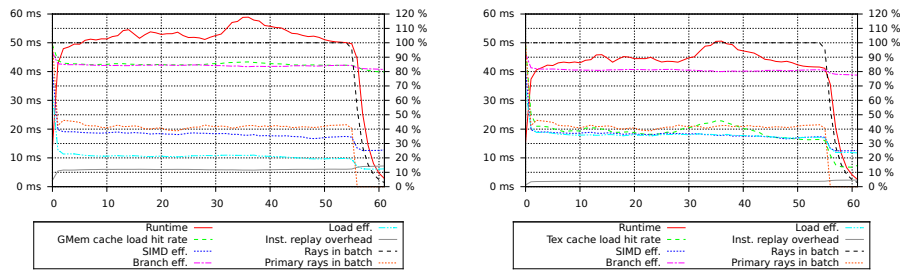 60 ms
50 ms
40 ms
30 ms
20 ms
10 ms
0 ms
0 10 20 30 40 50 60
120 %
110 %
100 %
90 %
80 %
70 %
60 %
50 %
40 %
30 %
20 %
10 %
0 %
Runtime
GMem cache load hit rate
SIMD eff.
Branch eff.
Load eff.
Inst. replay overhead
Rays in batch
Primary rays in batch
60 ms
50 ms
40 ms
30 ms
20 ms
10 ms
0 ms
0 10 20 30 40 50 60
120 %
110 %
100 %
90 %
80 %
70 %
60 %
50 %
40 %
30 %
20 %
10 %
0 %
Runtime
Tex cache load hit rate
SIMD eff.
Branch eff.
Load eff.
Inst. replay overhead
Rays in batch
Primary rays in batch